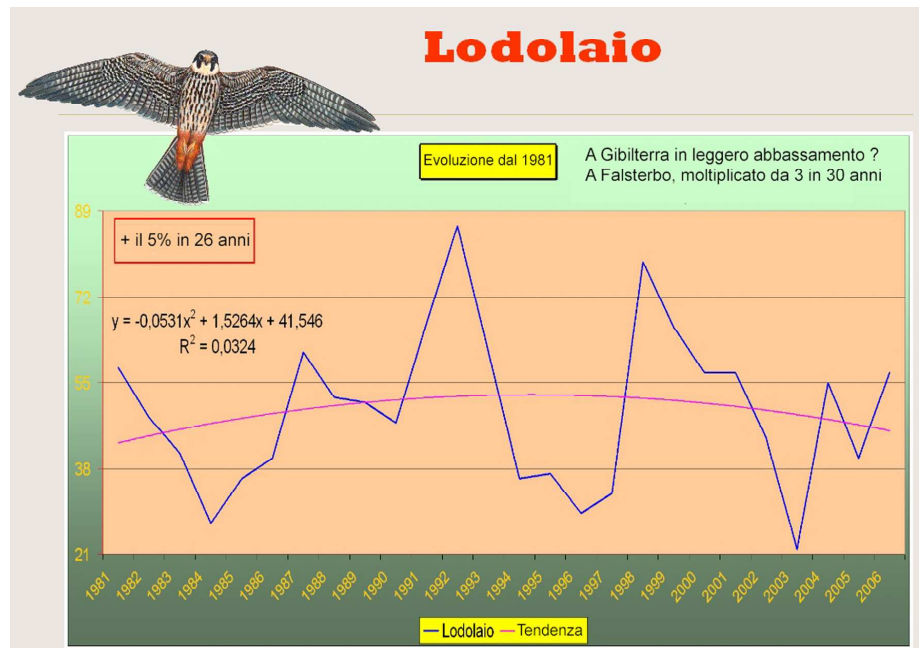 Lodolaio
Evoluzione dal 1981
A Gibilterra in leggero abbassamento ?
A Falsterbo, moltiplicato da 3 in 30 anni
+ il 5% in 26 anni
y = -0,0531x² + 1,5264x + 41,546
R² = 0,0324
89
72
55
38
21
1981 1982 1983 1984 1985 1986 1987 1988 1989 1990 1991 1992 1993 1994 1995 1996 1997 1998 1999 2000 2001 2002 2003 2004 2005 2006
Lodolaio Tendenza